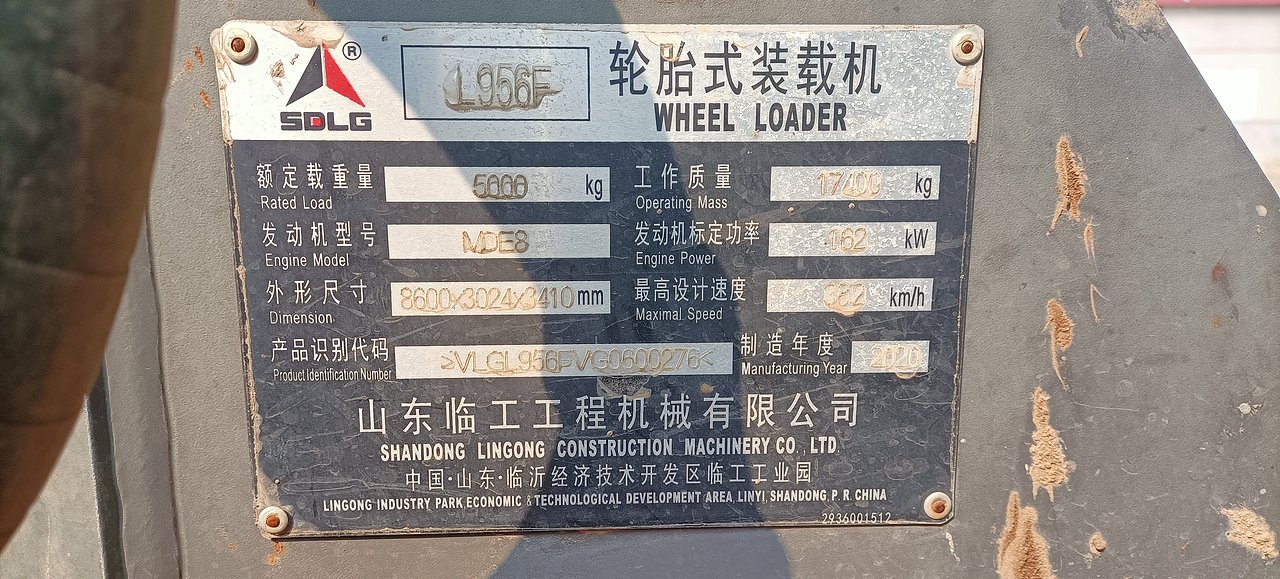 SDLG ® L956F 轮胎式装载机
WHEEL LOADER
额定载重量 5000 kg 工作质量 17400 kg
Rated Load Operating Mass
发动机型号 MDE8 发动机标定功率 162 kW
Engine Model Engine Power
外形尺寸 8600x3024x3410 mm 最高设计速度 km/h
Dimension Maximal Speed
产品识别代码 ≥VLGL956FVG0600276< 制造年度 2020
Product Identification Number Manufacturing Year
山东临工工程机械有限公司
SHANDONG LINGONG CONSTRUCTION MACHINERY CO., LTD.
中国·山东·临沂经济技术开发区临工工业园
LINGONG INDUSTRY PARK ECONOMIC & TECHNOLOGICAL DEVELOPMENT AREA, LINYI, SHANDONG, P. R. CHINA
2936001512